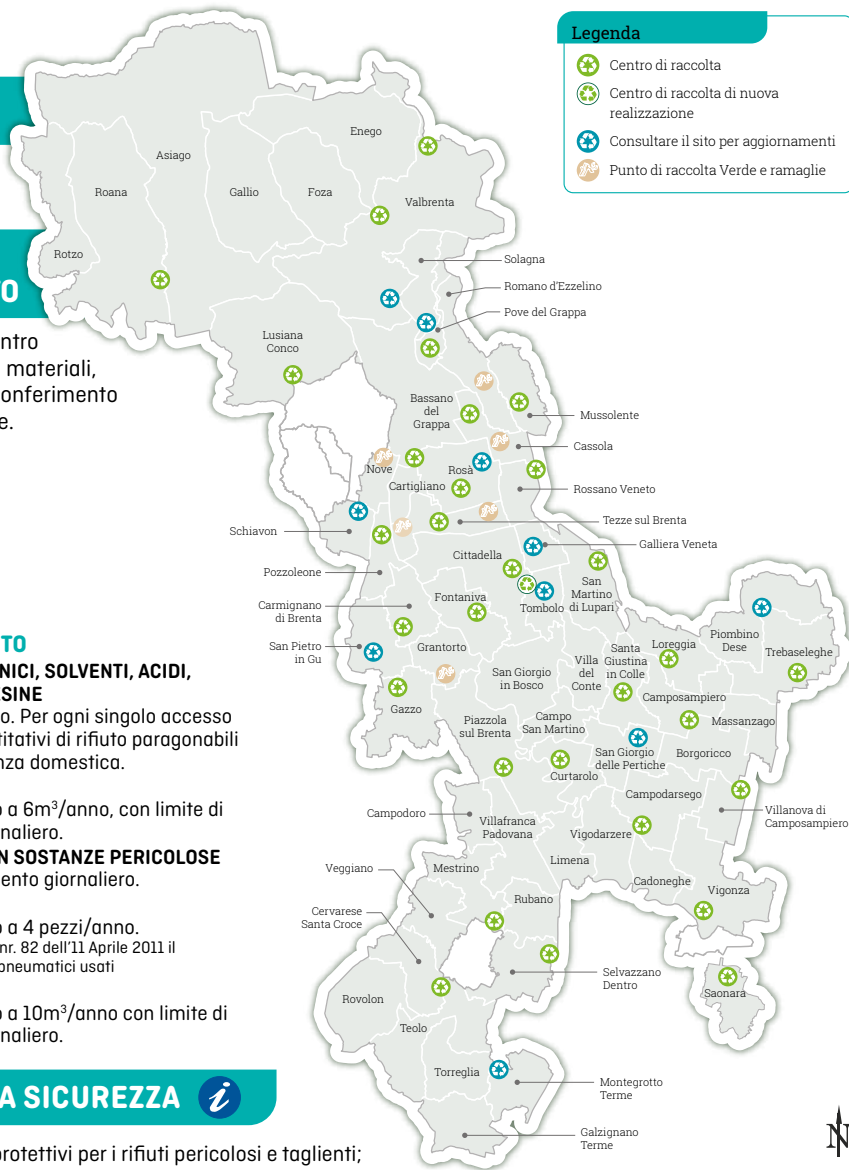 Legenda
Centro di raccolta
Centro di raccolta di nuova
realizzazione
Consultare il sito per aggiornamenti
Punto di raccolta Verde e ramaglie
Enego
Asiago
Roana
Gallio
Foza
Valbrenta
Rotzo
Solagna
Romano d'Ezzelino
Pove del Grappa
Lusiana
Conco
Bassano
del
Grappa
Mussolente
Cassola
Nove
Rosà
Cartigliano
Rossano Veneto
Schiavon
Tezze sul Brenta
Galliera Veneta
Cittadella
Pozzoleone
San
Martino
di Lupari
Fontaniva
Tombolo
Carmignano
di Brenta
San Pietro
in Gu
Grantorto
Piombino
Dese
Loreggia
Santa
Giustina
in Colle
Trebaseleghe
Villa
del
Conte
San Giorgio
in Bosco
Camposampiero
Gazzo
Massanzago
Piazzola
sul Brenta
Campo
San Martino
San Giorgio
delle Pertiche
Borgoricco
Curtarolo
Campodarsego
Villanova di
Camposampiero
Campodoro
Villafranca
Padovana
Vigodarzere
Limena
Mestrino
Veggiano
Cadoneghe
Vigonza
Rubano
Cervarese
Santa Croce
Selvazzano
Dentro
Saonara
Rovolon
Teolo
Torreglia
Montegrotto
Terme
Galzignano
Terme
N
TO
ntro
materiali,
onferimento
e.
TO
NICI, SOLVENTI, ACIDI,
ESINE
o. Per ogni singolo accesso
titativi di rifiuto paragonabili
nza domestica.
o a 6m³/anno, con limite di
rnaliero.
N SOSTANZE PERICOLOSE
ento giornaliero.
o a 4 pezzi/anno.
nr. 82 dell'11 Aprile 2011 il
pneumatici usati
o a 10m³/anno con limite di
rnaliero.
A SICUREZZA i
protettivi per i rifiuti pericolosi e taglienti;